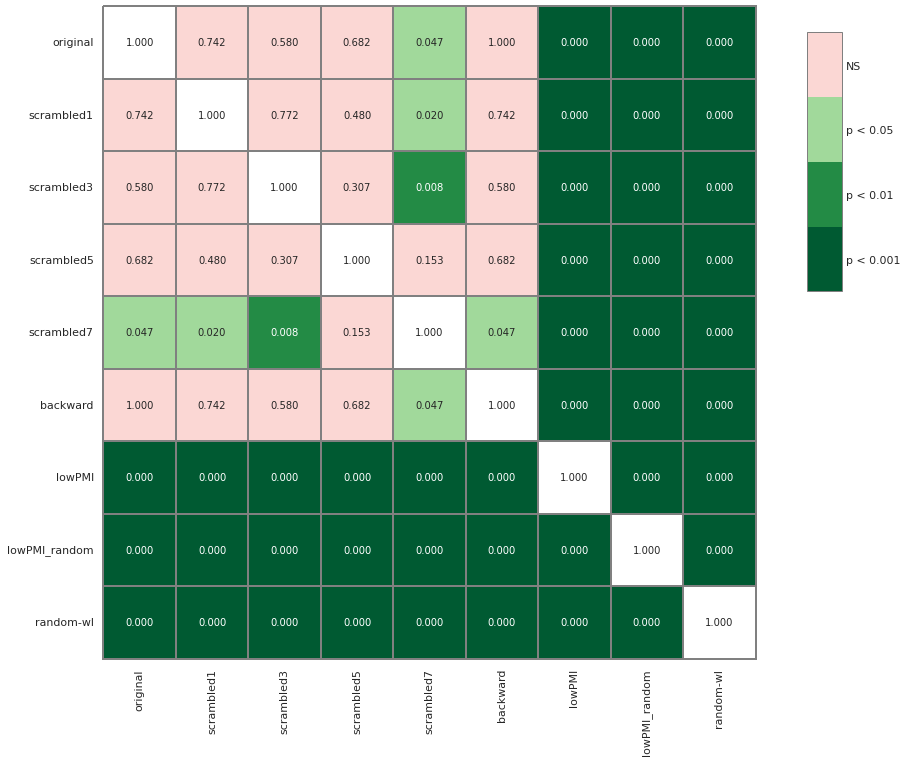 original 1.000 0.742 0.580 0.682 0.047 1.000 0.000 0.000 0.000
scrambled1 0.742 1.000 0.772 0.480 0.020 0.742 0.000 0.000 0.000
scrambled3 0.580 0.772 1.000 0.307 0.008 0.580 0.000 0.000 0.000
scrambled5 0.682 0.480 0.307 1.000 0.153 0.682 0.000 0.000 0.000
scrambled7 0.047 0.020 0.008 0.153 1.000 0.047 0.000 0.000 0.000
backward 1.000 0.742 0.580 0.682 0.047 1.000 0.000 0.000 0.000
lowPMI 0.000 0.000 0.000 0.000 0.000 0.000 1.000 0.000 0.000
lowPMI_random 0.000 0.000 0.000 0.000 0.000 0.000 0.000 1.000 0.000
random-wl 0.000 0.000 0.000 0.000 0.000 0.000 0.000 0.000 1.000
original
scrambled1
scrambled3
scrambled5
scrambled7
backward
lowPMI
lowPMI_random
random-wl
NS
p < 0.05
p < 0.01
p < 0.001